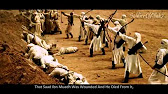 That Saad Ibn Muadh Was Wounded And He Died From It,